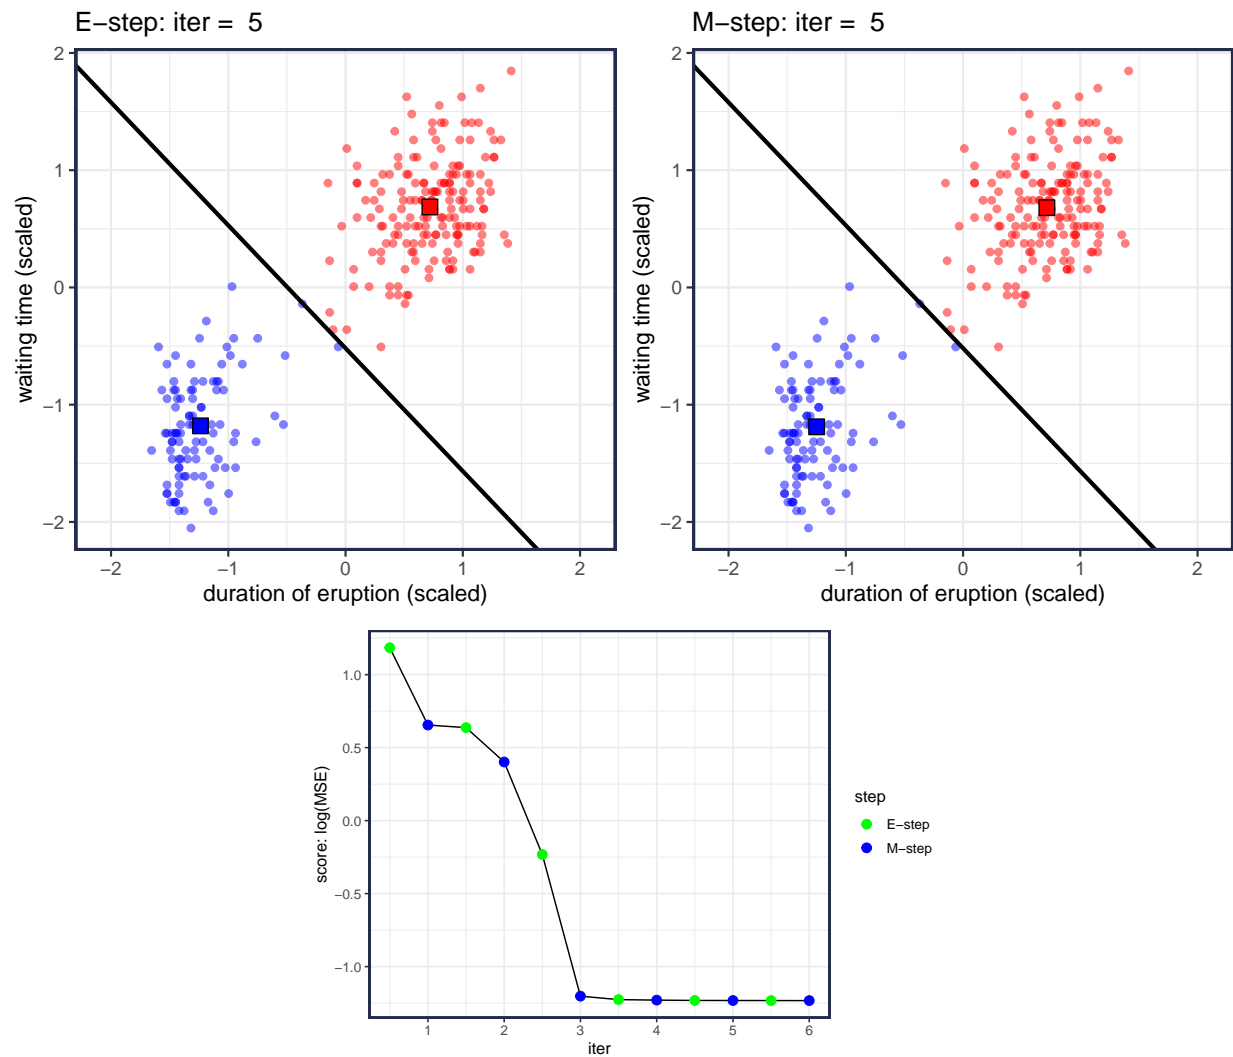 E−step: iter =  5
M−step: iter =  5
2
1
0
−1
−2
waiting time (scaled)
−2
−1
0
1
2
duration of eruption (scaled)
2
1
0
−1
−2
waiting time (scaled)
−2
−1
0
1
2
duration of eruption (scaled)
1.0
0.5
0.0
−0.5
−1.0
score: log(MSE)
1
2
3
4
5
6
iter
step
E−step
M−step